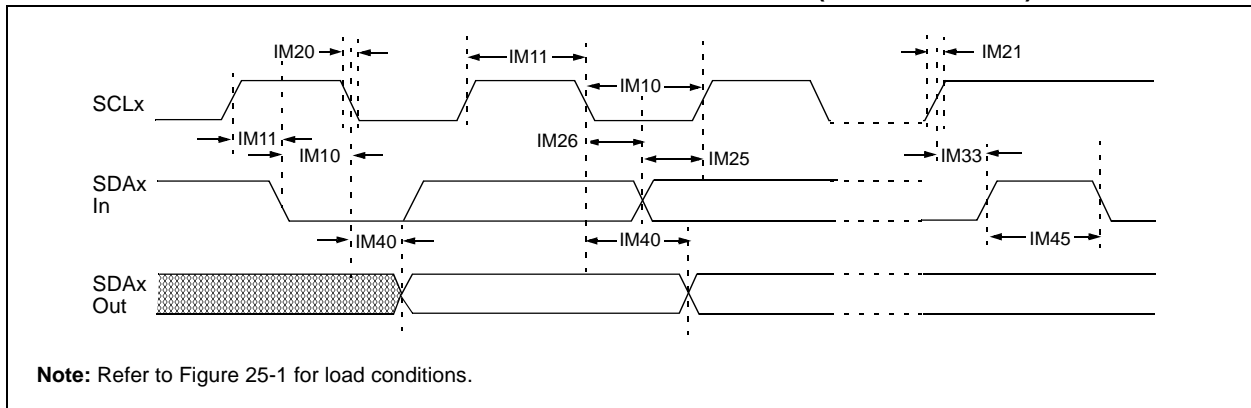 IM20
IM11
IM21
IM10
SCLx
IM11
IM10
IM26
IM25
IM33
SDAx
In
IM40
IM40
IM45
SDAx
Out
Note: Refer to Figure 25-1 for load conditions.